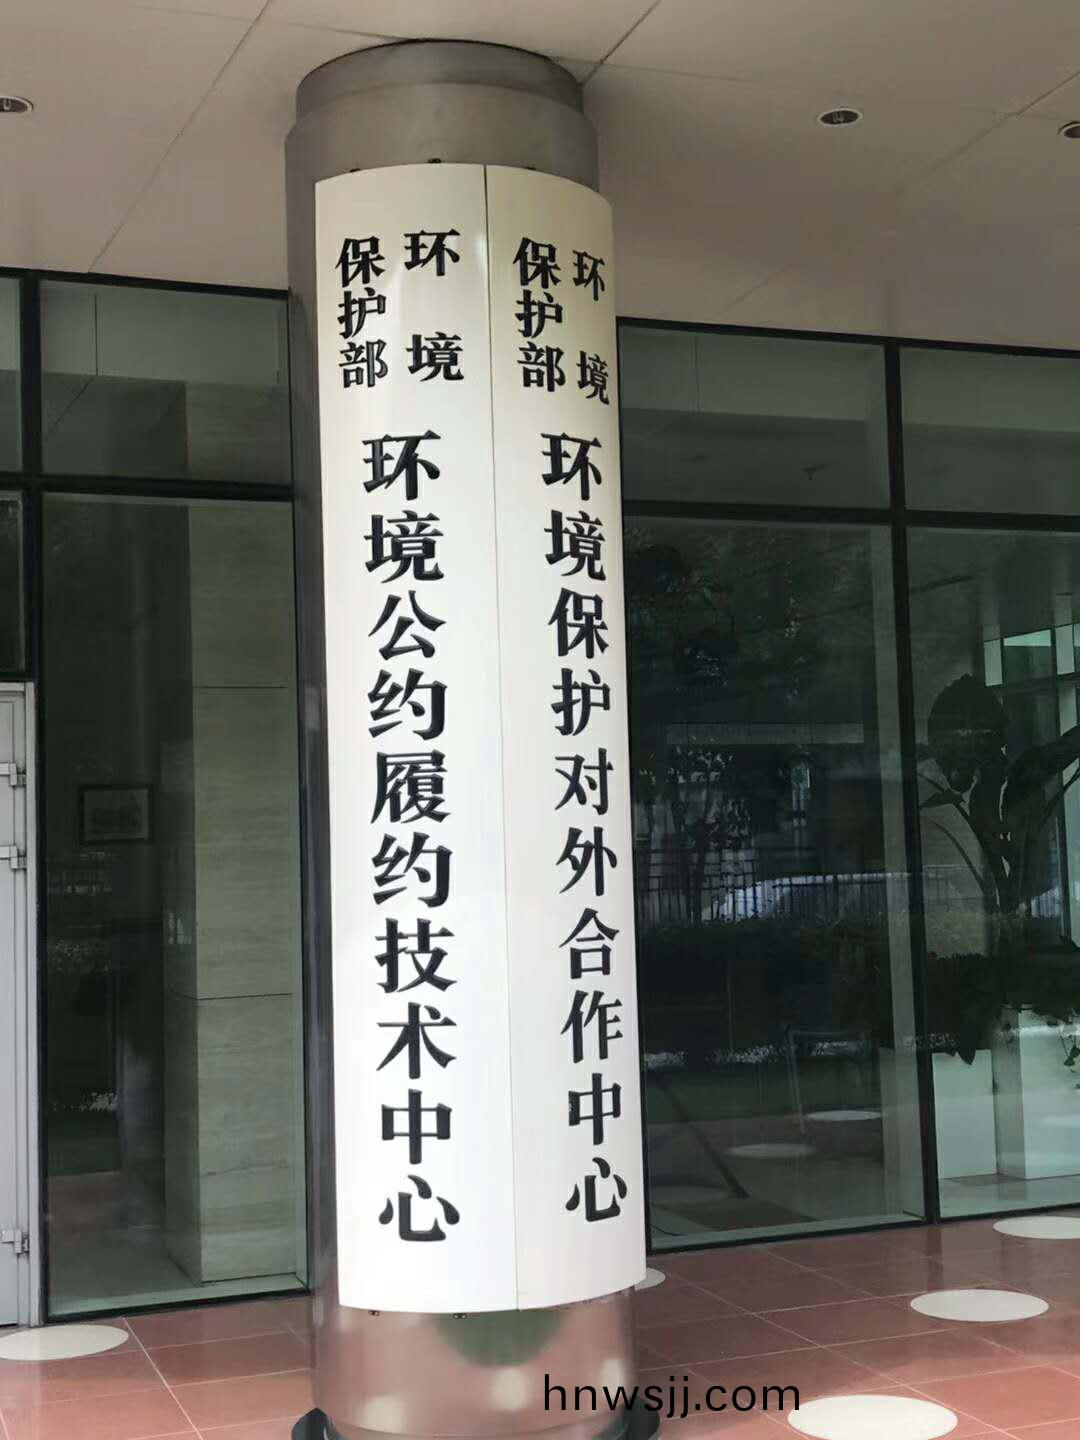 环境
保护部
环境保护对外合作中心
环境
保护部
环境公约履约技术中心
hnwsjj.com